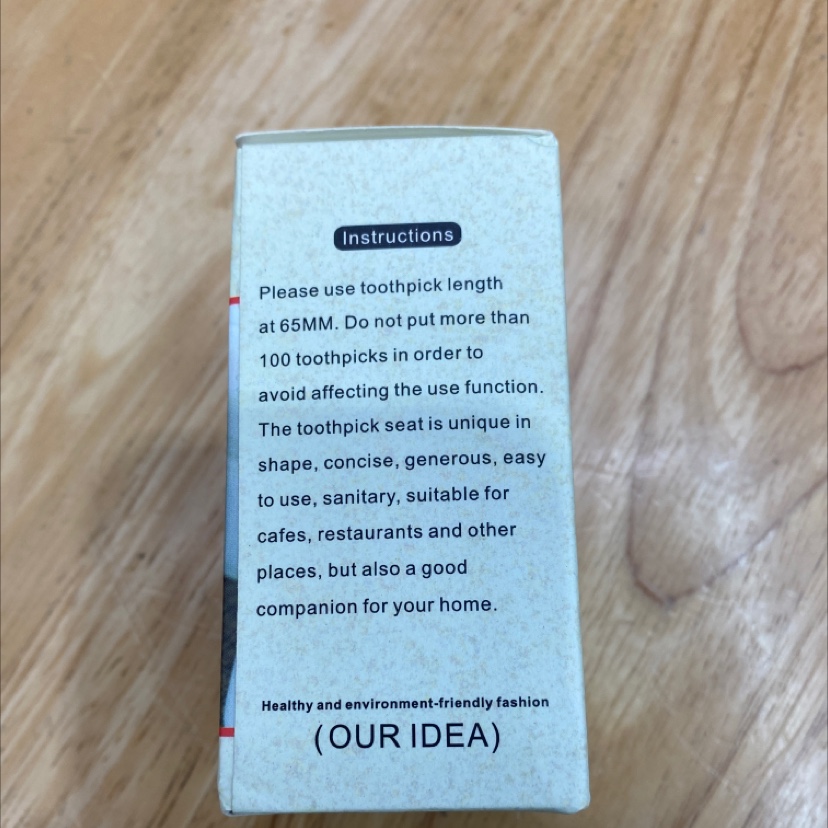 Instructions
Please use toothpick length
at 65MM. Do not put more than
100 toothpicks in order to
avoid affecting the use function.
The toothpick seat is unique in
shape, concise, generous, easy
to use, sanitary, suitable for
cafes, restaurants and other
places, but also a good
companion for your home.
Healthy and environment-friendly fashion
(OUR IDEA)